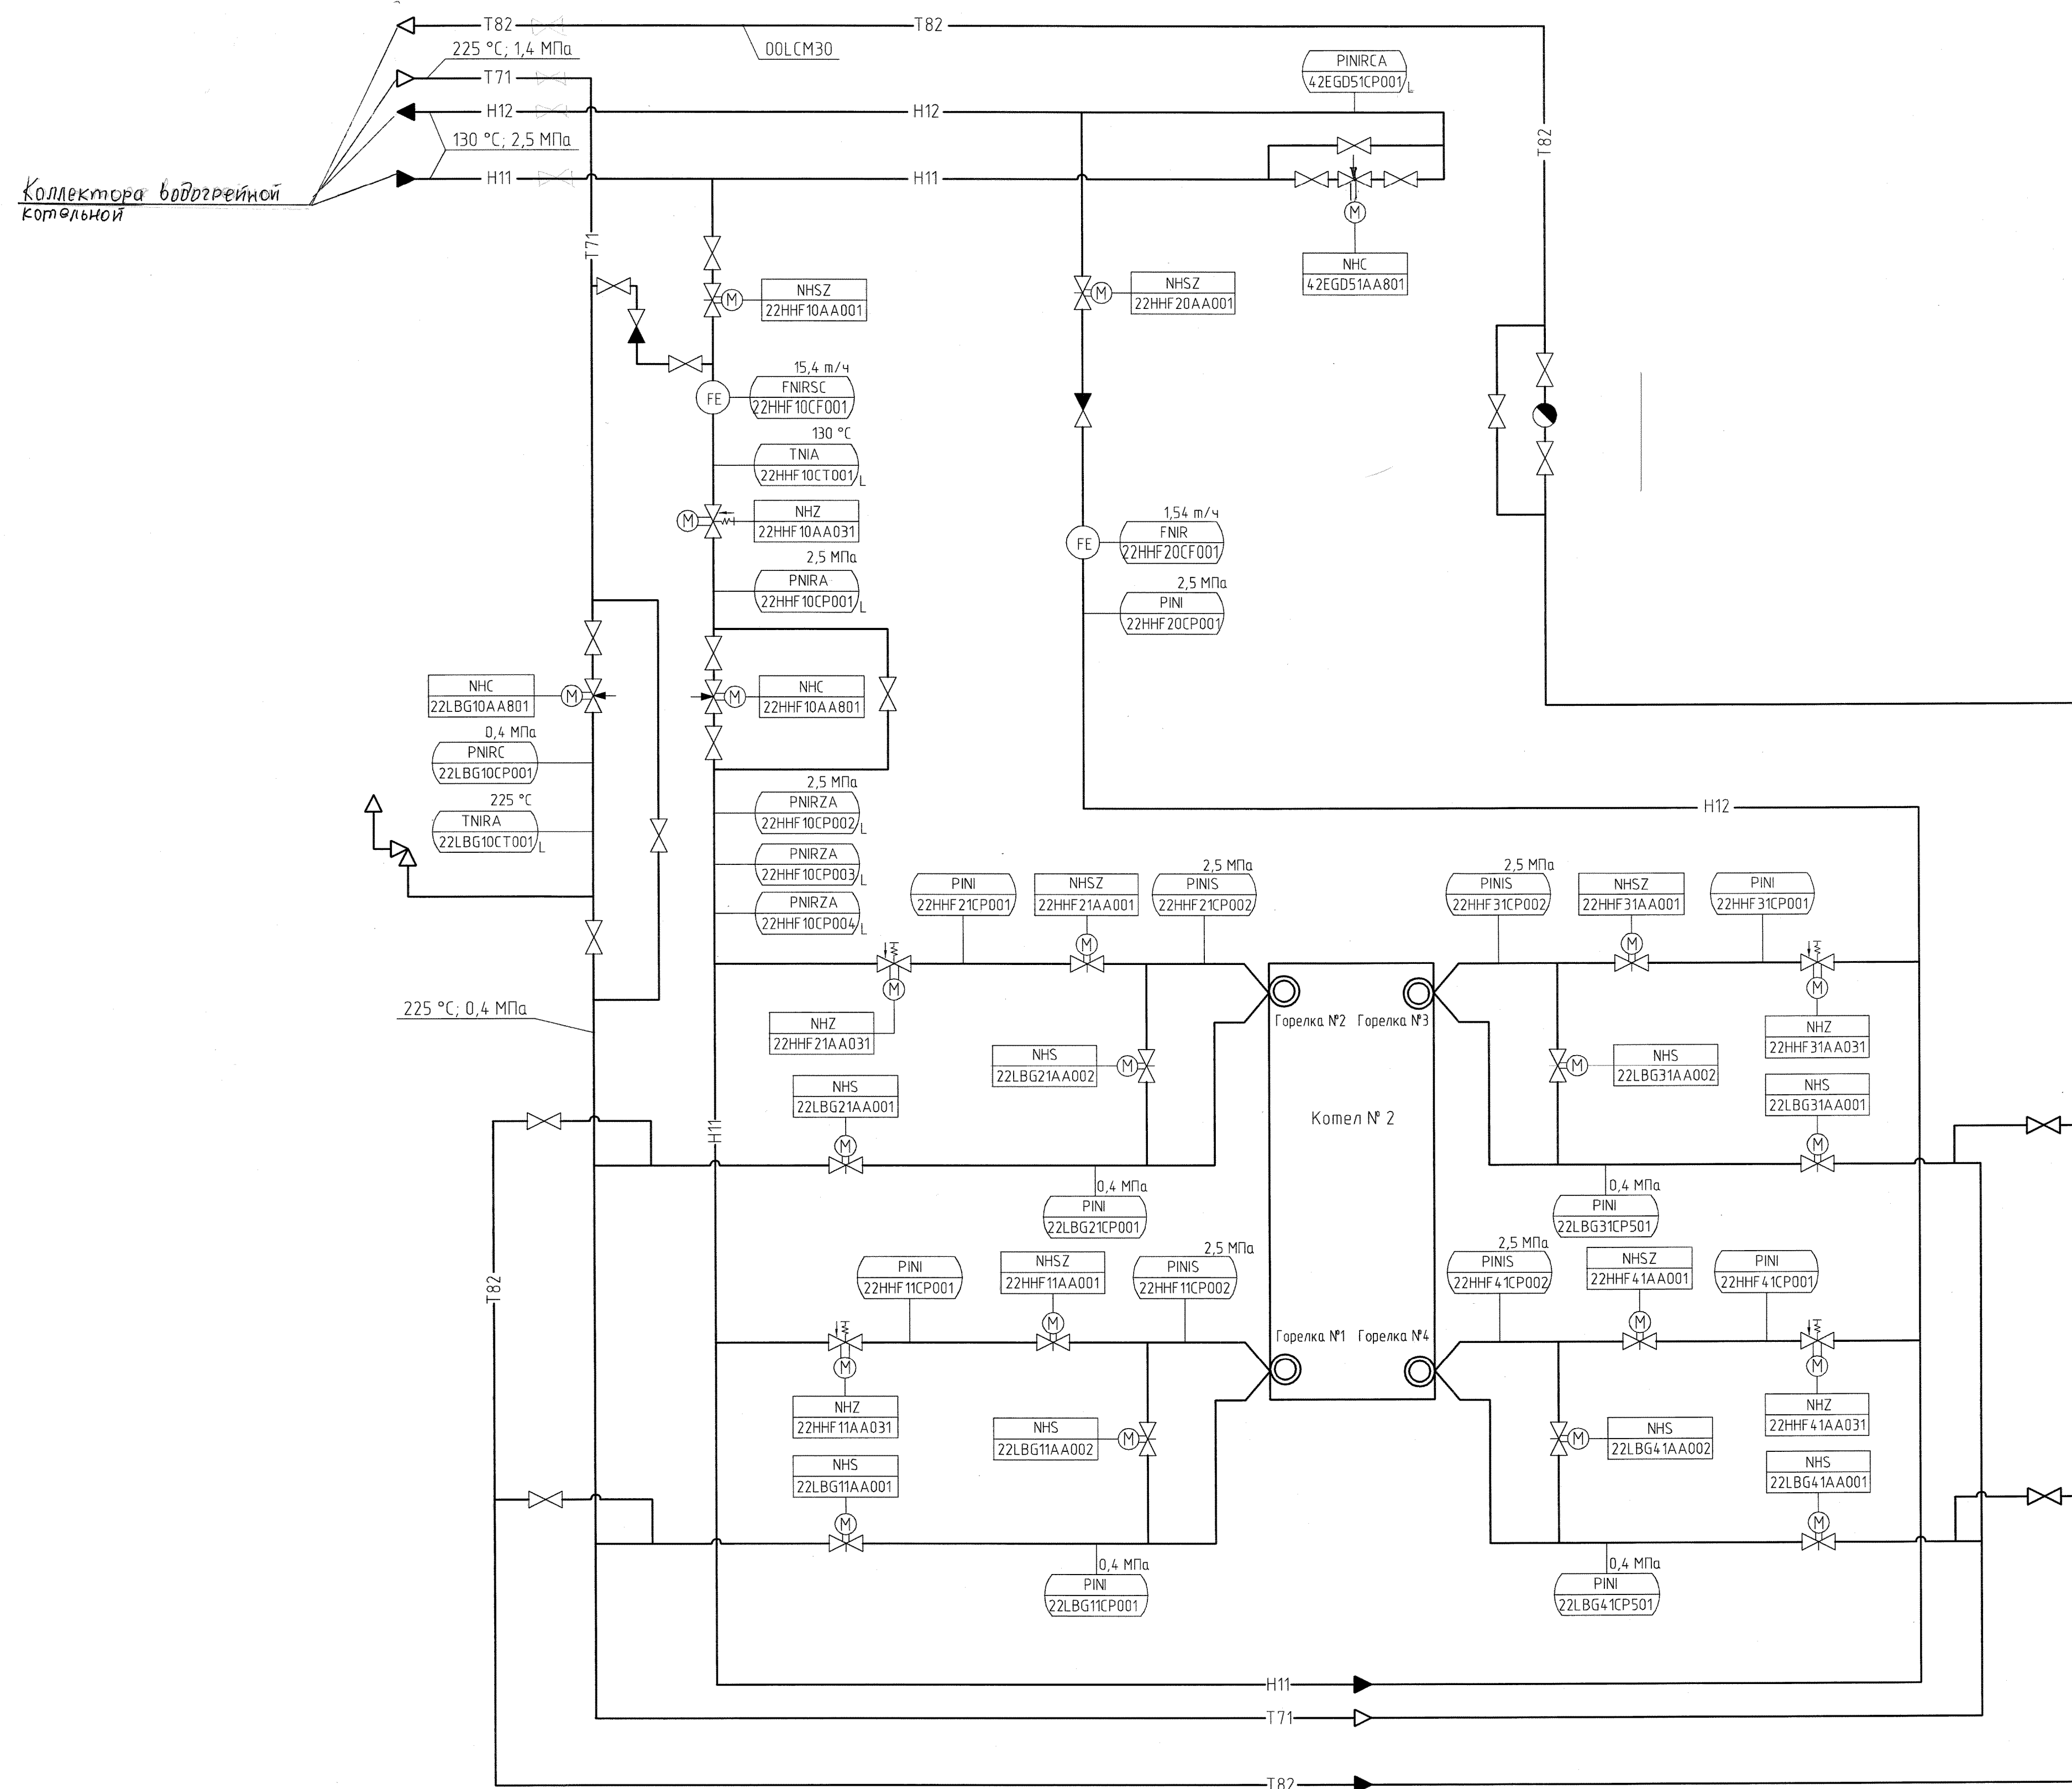 T82
T82
225 °C; 1,4 МПа
00LCM30
T71
PINIRCA
42EGD51CP001
L
H12
H12
130 °C; 2,5 МПа
T82
H11
H11
Коллектора водогрейной
котельной
M
T71
NHC
42EGD51AA801
NHSZ
22HHF10AA001
M
NHSZ
22HHF20AA001
M
15,4 т/ч
FE
FNIRSC
22HHF10CF001
130 °C
TNIA
22HHF10CT001
L
M
NHZ
22HHF10AA031
1,54 т/ч
FE
FNIR
22HHF20CF001
2,5 МПа
PNIRA
22HHF10CP001
L
2,5 МПа
PINI
22HHF20CP001
NHC
22LBG10AA801
M
M
NHC
22HHF10AA801
0,4 МПа
PNIRC
22LBG10CP001
2,5 МПа
PNIRZA
22HHF10CP002
L
225 °C
TNIRA
22LBG10CT001
L
H12
PNIRZA
22HHF10CP003
L
PNIRZA
22HHF10CP004
L
PINI
22HHF21CP001
NHSZ
22HHF21AA001
2,5 МПа
PINIS
22HHF21CP002
2,5 МПа
PINIS
22HHF31CP002
NHSZ
22HHF31AA001
PINI
22HHF31CP001
M
M
M
M
225 °C; 0,4 МПа
NHZ
22HHF21AA031
Горелка №2
Горелка №3
NHZ
22HHF31AA031
NHS
22LBG21AA002
M
M
NHS
22LBG31AA002
NHS
22LBG21AA001
NHS
22LBG31AA001
H11
Котел № 2
M
M
0,4 МПа
PINI
22LBG21CP001
0,4 МПа
PINI
22LBG31CP501
T82
PINI
22HHF11CP001
NHSZ
22HHF11AA001
2,5 МПа
PINIS
22HHF11CP002
2,5 МПа
PINIS
22HHF41CP002
NHSZ
22HHF41AA001
PINI
22HHF41CP001
M
M
Горелка №1
Горелка №4
M
M
NHZ
22HHF11AA031
NHZ
22HHF41AA031
NHS
22LBG11AA002
M
M
NHS
22LBG41AA002
NHS
22LBG11AA001
NHS
22LBG41AA001
M
M
0,4 МПа
PINI
22LBG11CP001
0,4 МПа
PINI
22LBG41CP501
H11
T71
T82